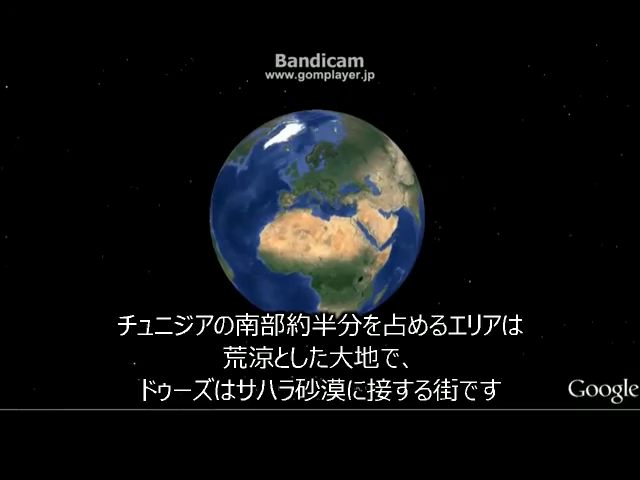 Bandicam
www.gomplayer.jp
チュニジアの南部約半分を占めるエリアは
荒涼とした大地で、
ドゥーズはサハラ砂漠に接する街です
Google